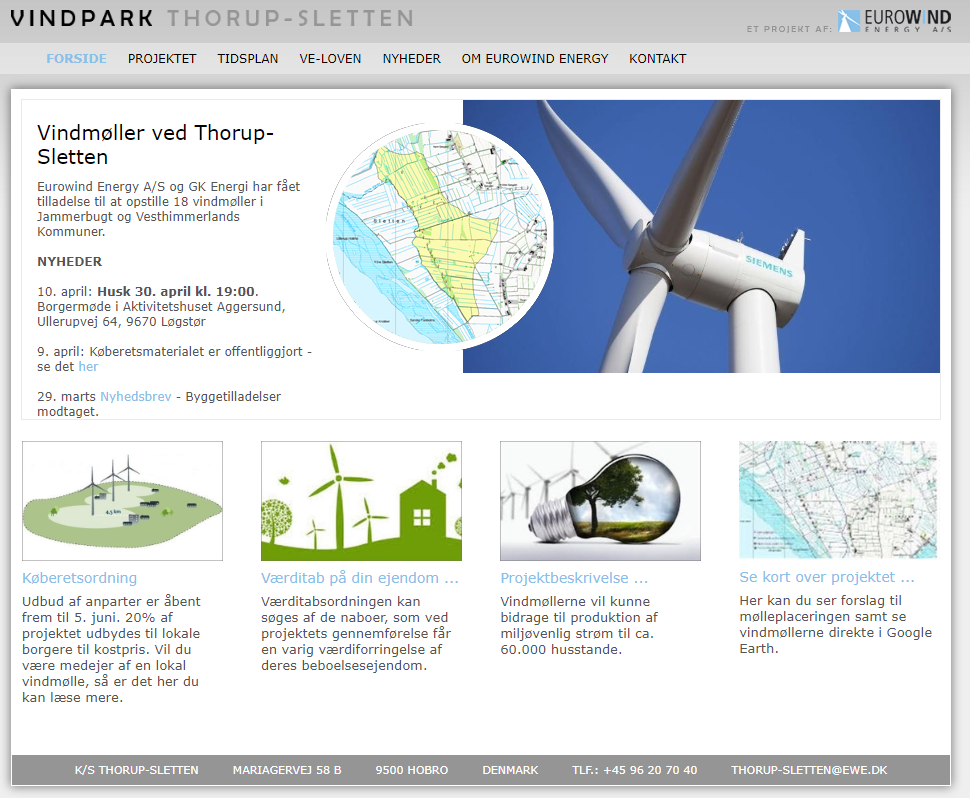 VINDPARK THORUP-SLETTEN
ET PROJEKT AF: EUROWIND
ENERGY A/S
FORSIDE PROJEKTET TIDSPLAN VE-LOVEN NYHEDER OM EUROWIND ENERGY KONTAKT
Vindmøller ved Thorup-
Sletten
Eurowind Energy A/S og GK Energi har fået
tilladelse til at opstille 18 vindmøller i
Jammerbugt og Vesthimmerlands
Kommuner.
NYHEDER
10. april: Husk 30. april kl. 19:00.
Borgermøde i Aktivitetshuset Aggersund,
Ullerupvej 64, 9670 Løgstør
9. april: Køberetsmaterialet er offentliggjort -
se det her
29. marts Nyhedsbrev - Byggetilladelser
modtaget.
SIEMENS
4,5 km
Køberetsordning
Udbud af anparter er åbent
frem til 5. juni. 20% af
projektet udbydes til lokale
borgere til kostpris. Vil du
være medejer af en lokal
vindmølle, så er det her du
kan læse mere.
Værditab på din ejendom ...
Værditabsordningen kan
søges af de naboer, som ved
projektets gennemførelse får
en varig værdiforringelse af
deres beboelsesejendom.
Projektbeskrivelse ...
Vindmøllerne vil kunne
bidrage til produktion af
miljøvenlig strøm til ca.
60.000 husstande.
Se kort over projektet ...
Her kan du ser forslag til
mølleplaceringen samt se
vindmøllerne direkte i Google
Earth.
K/S THORUP-SLETTEN MARIAGERVEJ 58 B 9500 HOBRO DENMARK TLF.: +45 96 20 70 40 THORUP-SLETTEN@EWE.DK